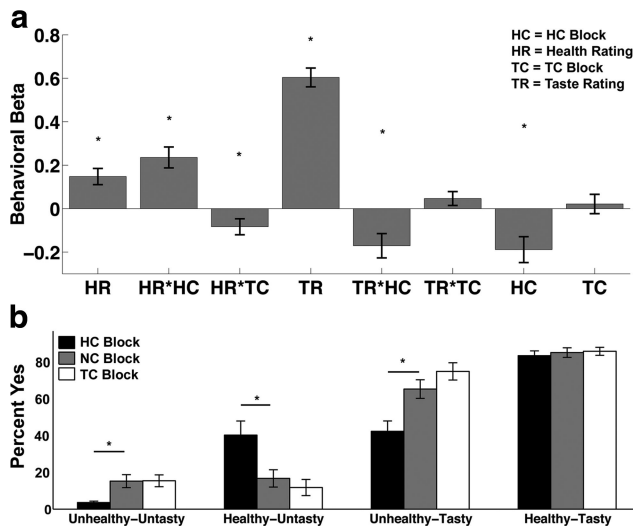 a
HC = HC Block
HR = Health Rating
TC = TC Block
TR = Taste Rating
Behavioral Beta
0.8
0.6
0.4
0.2
0
−0.2
*
*
*
*
*
*
HR HR*HC HR*TC TR TR*HC TR*TC HC TC
b
HC Block
NC Block
TC Block
Percent Yes
80
60
40
20
0
*
*
*
Unhealthy−Untasty Healthy−Untasty Unhealthy−Tasty Healthy−Tasty